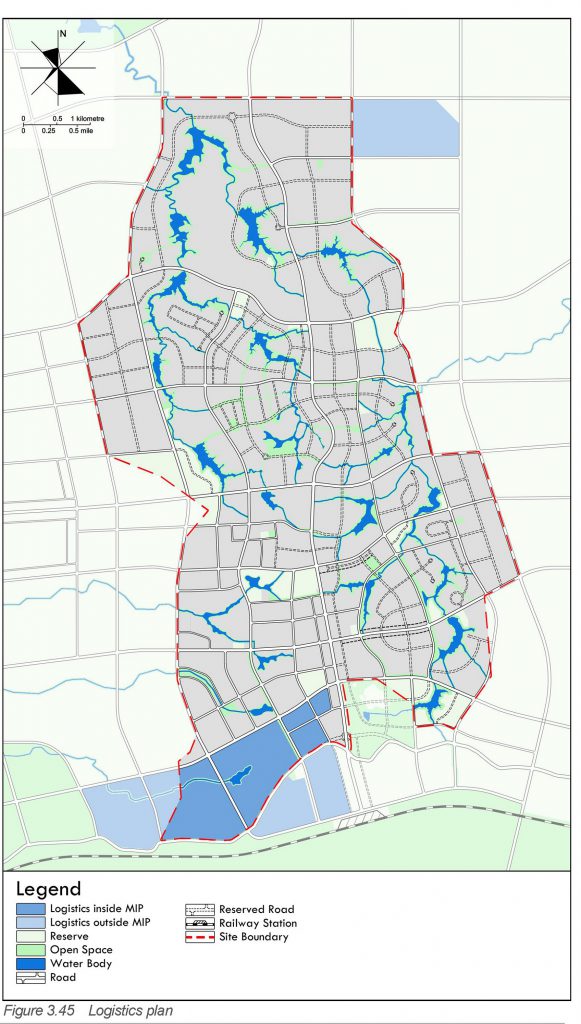 N
0 0.5 1 kilometre
0 0.25 0.5 mile
Legend
Logistics inside MIP
Logistics outside MIP
Reserve
Open Space
Water Body
Road
Reserved Road
Railway Station
Site Boundary
Figure 3.45 Logistics plan